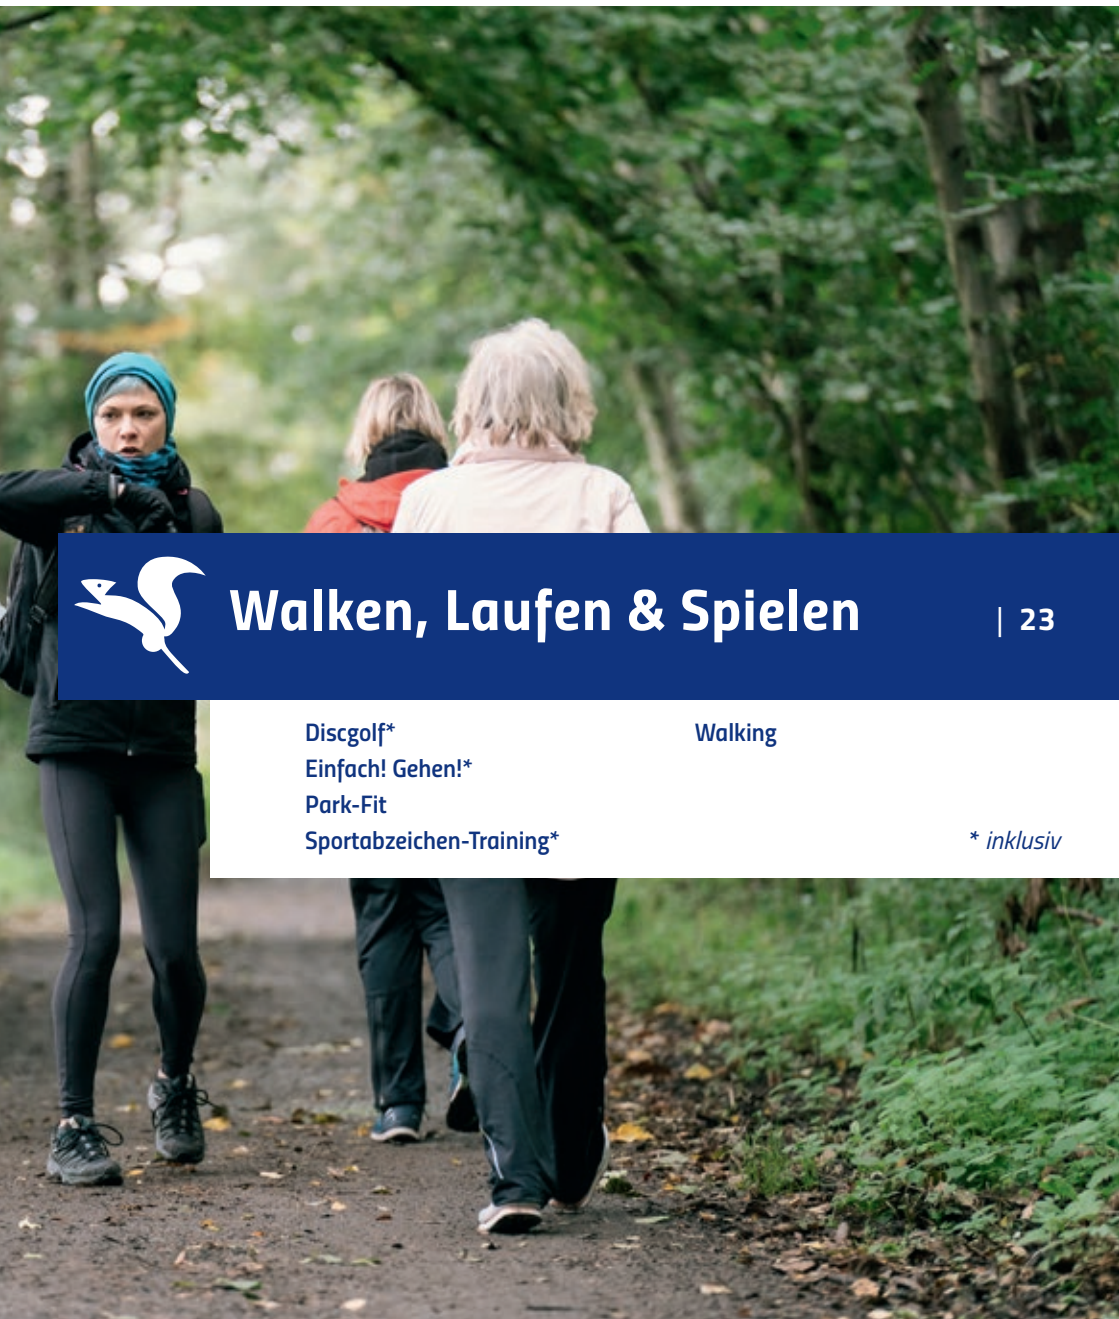 Walken, Laufen & Spielen
| 23
Discgolf*
Einfach! Gehen!*
Park-Fit
Sportabzeichen-Training*
Walking
* inklusiv